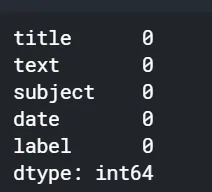 title 0
text 0
subject 0
date 0
label 0
dtype: int64